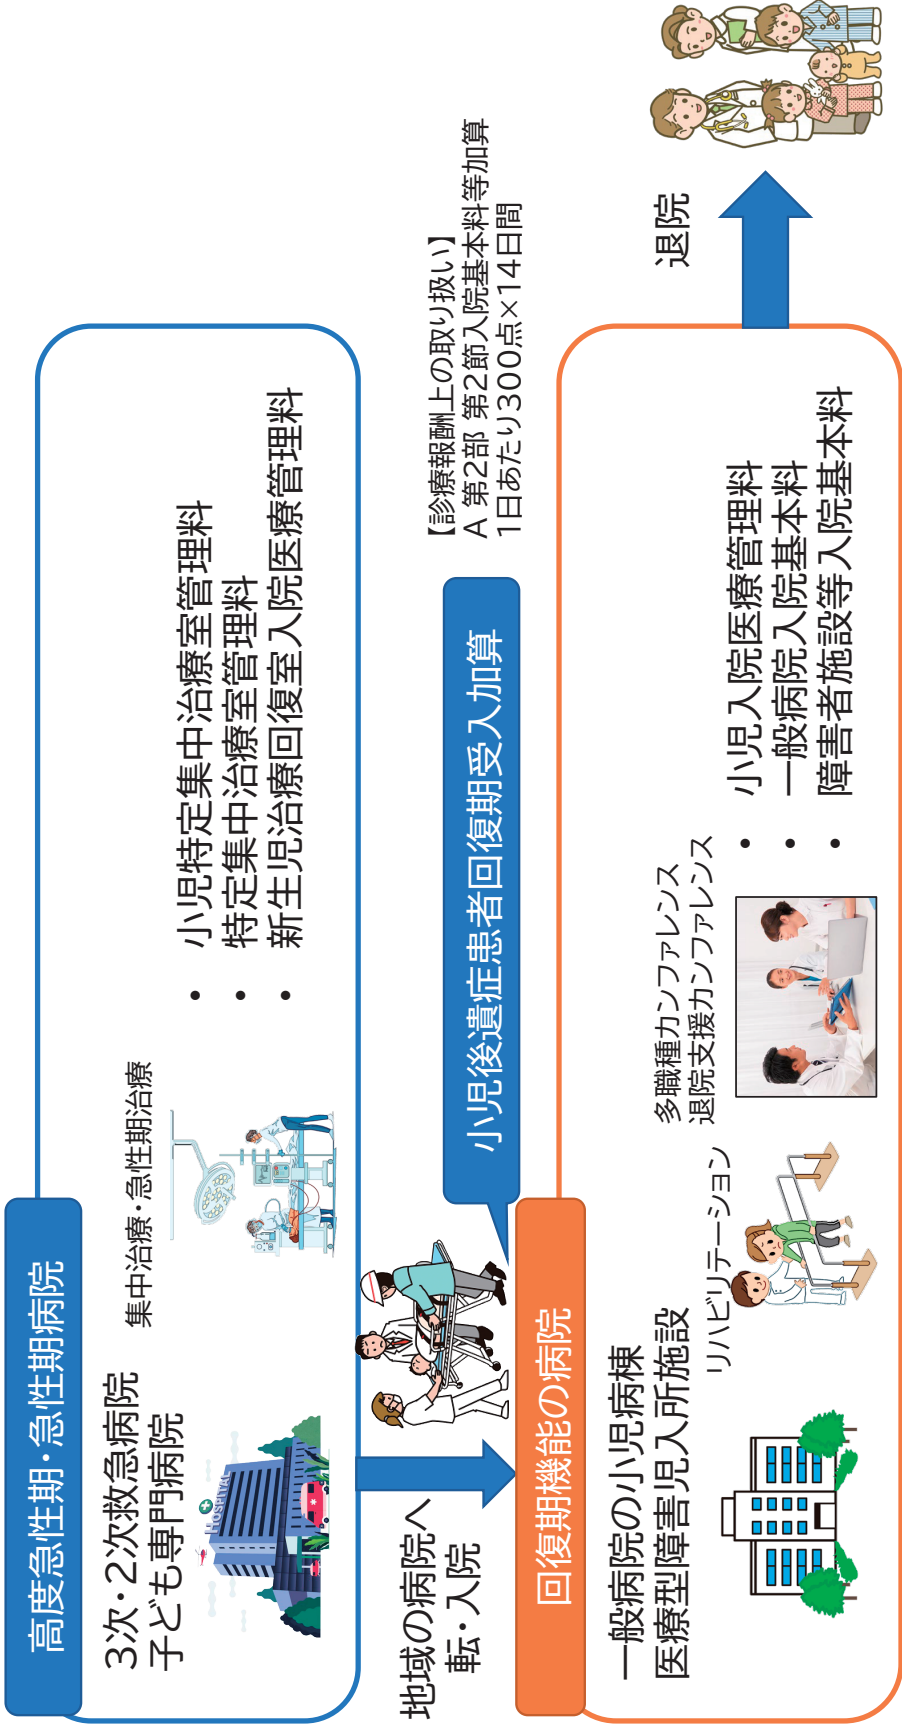 高度急性期・急性期病院
3次・2次救急病院
子ども専門病院
HOSPITAL
集中治療・急性期治療
・ 小児特定集中治療室管理料
・ 特定集中治療室管理料
・ 新生児治療回復室入院医療管理料
地域の病院へ
転・入院
小児後遺症患者回復期受入加算
【診療報酬上の取り扱い】
A 第2部 第2節入院基本料等加算
1日あたり300点×14日間
回復期機能の病院
一般病院の小児病棟
医療型障害児入所施設
リハビリテーション
多職種カンファレンス
退院支援カンファレンス
・ 小児入院医療管理料
・ 一般病院入院基本料
・ 障害者施設等入院基本料
退院